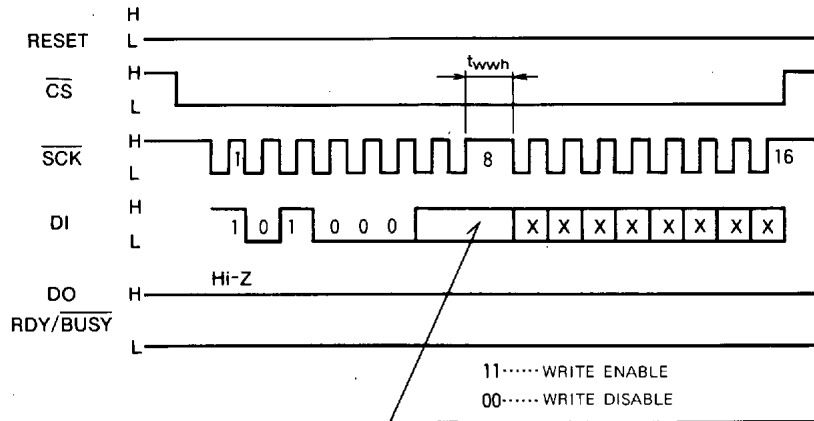 H
RESET L
t_wwh
H
CS
L
SCK H 1 8 16
L
H
DI 1 0 1 0 0 0 X X X X X X X X
L
Hi-Z
DO H
RDY/BUSY
L
11······WRITE ENABLE
00······WRITE DISABLE